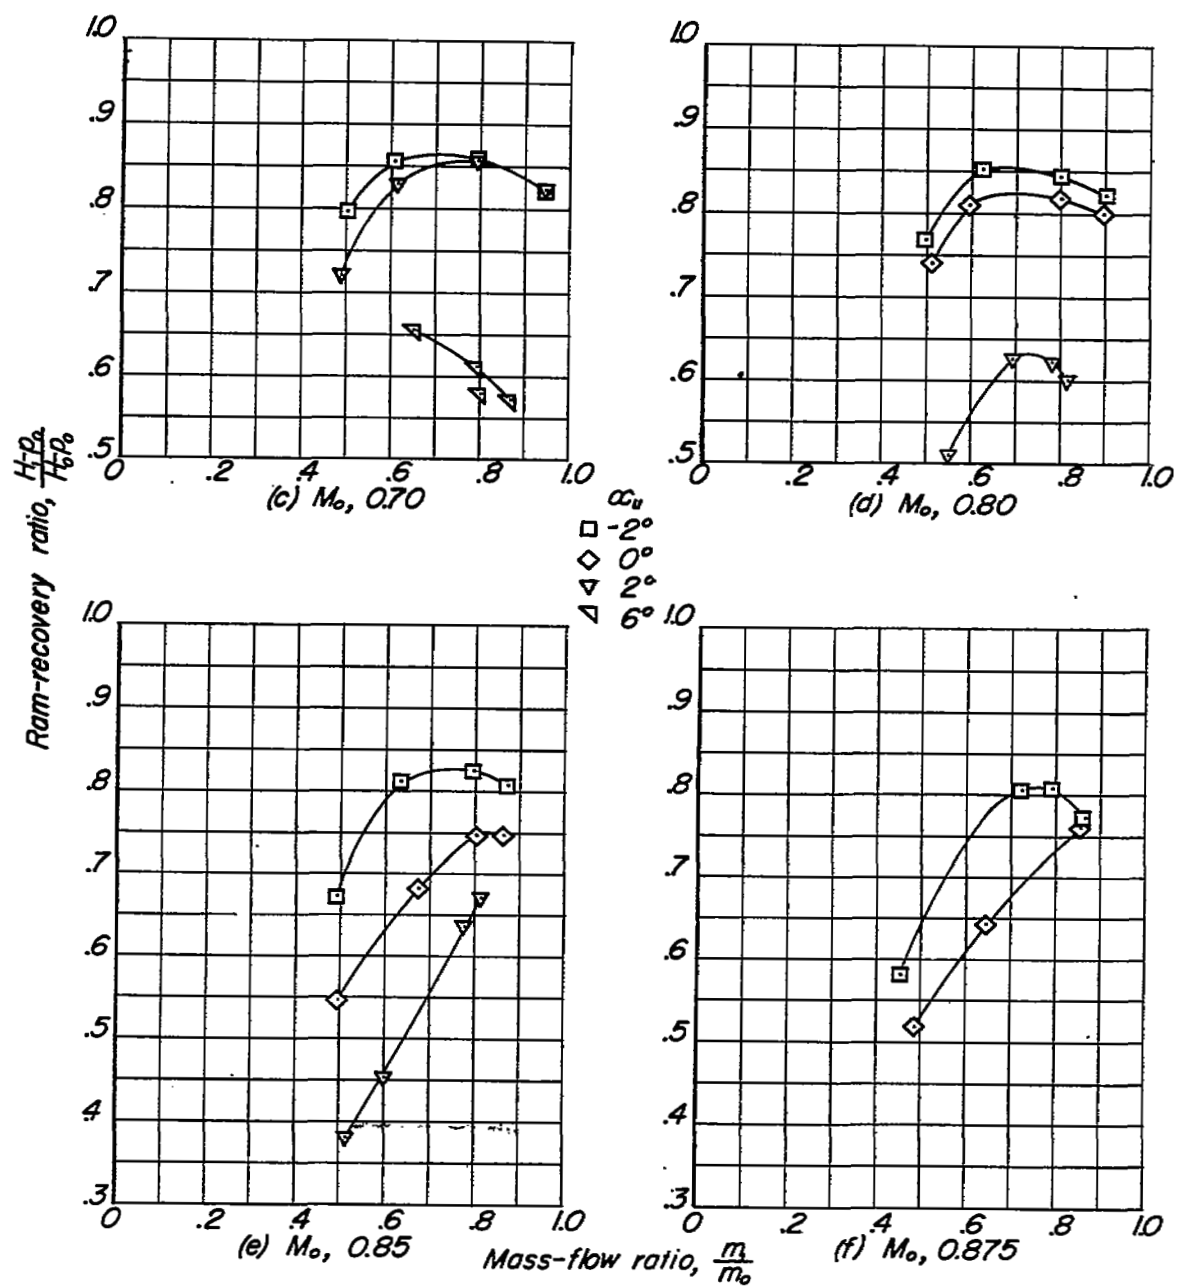 1.0
.9
.8
.7
.6
.5
0 .2 .4 .6 .8 1.0
(c) M₀, 0.70
1.0
.9
.8
.7
.6
.5
0 .2 .4 .6 .8 1.0
(d) M₀, 0.80
αᵤ
-2°
0°
2°
6°
Ram-recovery ratio, H₁-p₀/H₀-p₀
1.0
.9
.8
.7
.6
.5
.4
.3
0 .2 .4 .6 .8 1.0
(e) M₀, 0.85
1.0
.9
.8
.7
.6
.5
.4
.3
0 .2 .4 .6 .8 1.0
(f) M₀, 0.875
Mass-flow ratio, m₁/m₀